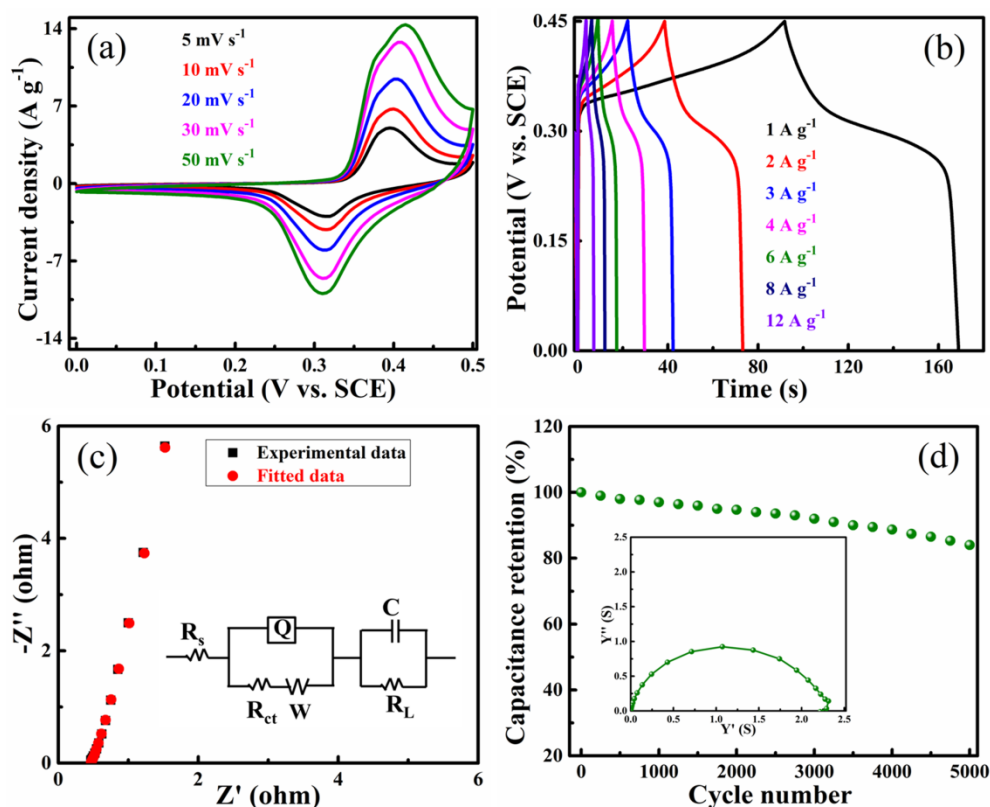 (a)
5 mV s⁻¹
10 mV s⁻¹
20 mV s⁻¹
30 mV s⁻¹
50 mV s⁻¹
Current density (A g⁻¹)
14
7
0
-7
-14
0.0 0.1 0.2 0.3 0.4 0.5
Potential (V vs. SCE)
(b)
1 A g⁻¹
2 A g⁻¹
3 A g⁻¹
4 A g⁻¹
6 A g⁻¹
8 A g⁻¹
12 A g⁻¹
Potential (V vs. SCE)
0.45
0.30
0.15
0.00
0 40 80 120 160
Time (s)
(c)
Experimental data
Fitted data
-Z'' (ohm)
6
4
2
0
Rs
Q
Rct
W
C
RL
0 2 4 6
Z' (ohm)
(d)
Capacitance retention (%)
120
100
80
60
40
20
Y'' (S)
2.5
2.0
1.5
1.0
0.5
0.0
0.0 0.5 1.0 1.5 2.0 2.5
Y' (S)
0 1000 2000 3000 4000 5000
Cycle number